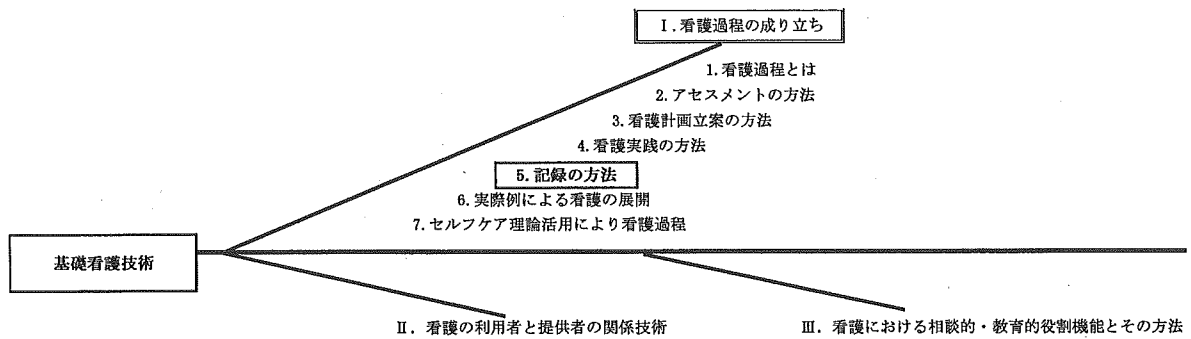 I.看護過程の成り立ち
1.看護過程とは
2.アセスメントの方法
3.看護計画立案の方法
4.看護実践の方法
5.記録の方法
6.実際例による看護の展開
7.セルフケア理論活用により看護過程
基礎看護技術
II.看護の利用者と提供者の関係技術
III.看護における相談的・教育的役割機能とその方法